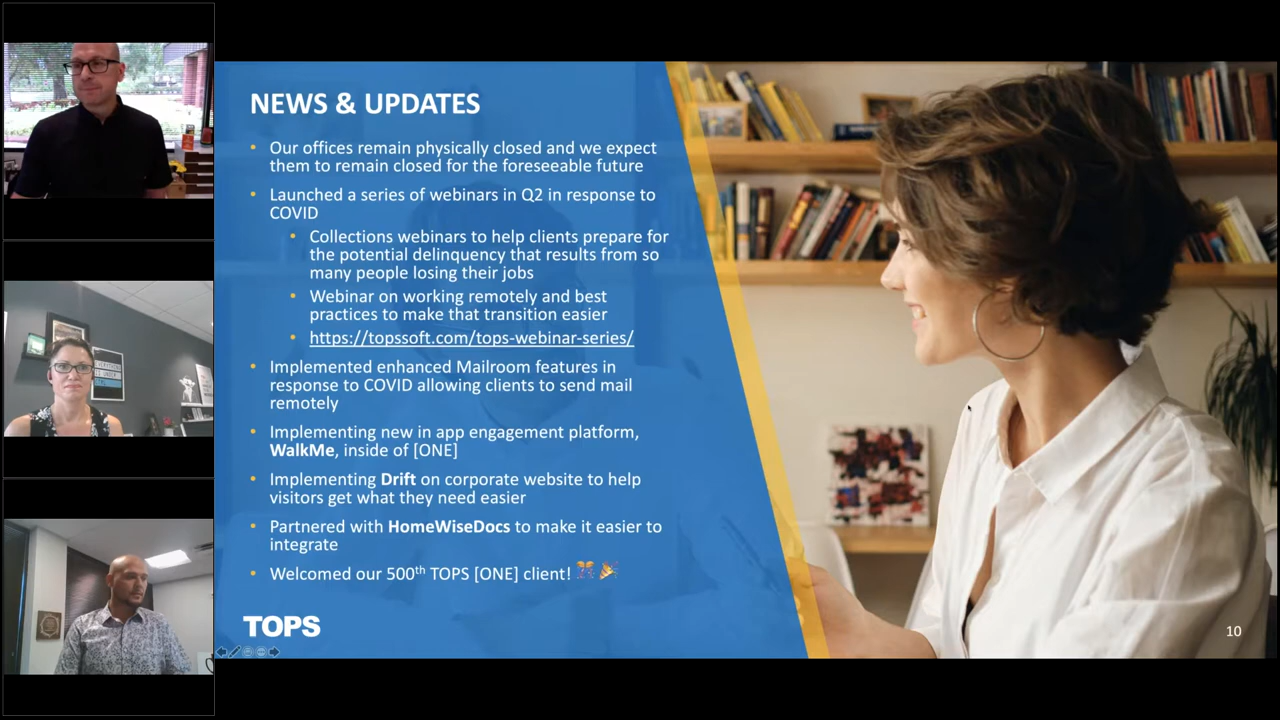 NEWS & UPDATES
• Our offices remain physically closed and we expect
them to remain closed for the foreseeable future
• Launched a series of webinars in Q2 in response to
COVID
• Collections webinars to help clients prepare for
the potential delinquency that results from so
many people losing their jobs
• Webinar on working remotely and best
practices to make that transition easier
• https://topssoft.com/tops-webinar-series/
• Implemented enhanced Mailroom features in
response to COVID allowing clients to send mail
remotely
• Implementing new in app engagement platform,
WalkMe, inside of [ONE]
• Implementing Drift on corporate website to help
visitors get what they need easier
• Partnered with HomeWiseDocs to make it easier to
integrate
• Welcomed our 500th TOPS [ONE] client! 🎊 🎉
TOPS
10